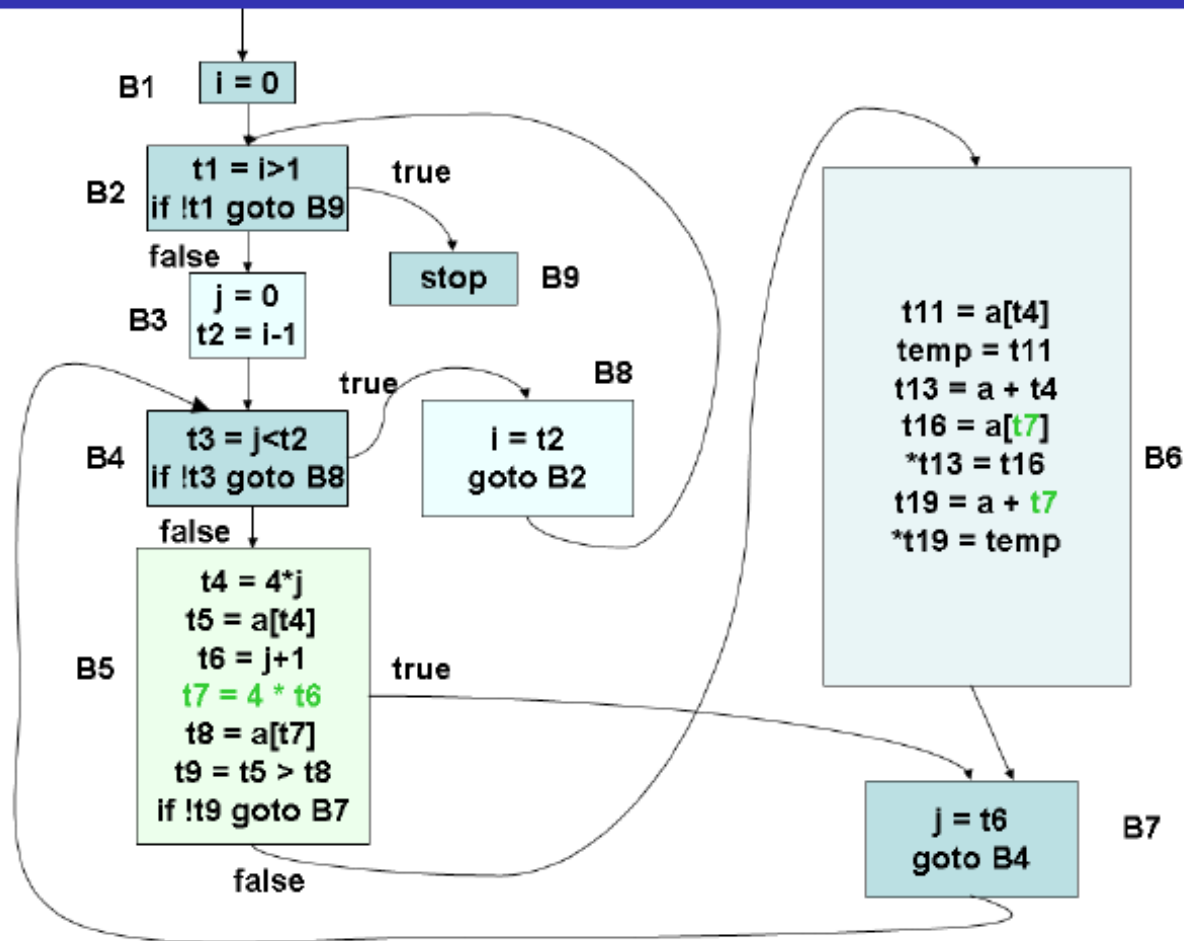 B1
i = 0
B2
t1 = i>1
if !t1 goto B9
true
false
stop
B9
B3
j = 0
t2 = i-1
true
B8
B4
t3 = j<t2
if !t3 goto B8
i = t2
goto B2
false
B5
t4 = 4*j
t5 = a[t4]
t6 = j+1
t7 = 4 * t6
t8 = a[t7]
t9 = t5 > t8
if !t9 goto B7
true
false
t11 = a[t4]
temp = t11
t13 = a + t4
t16 = a[t7]
*t13 = t16
t19 = a + t7
*t19 = temp
B6
j = t6
goto B4
B7